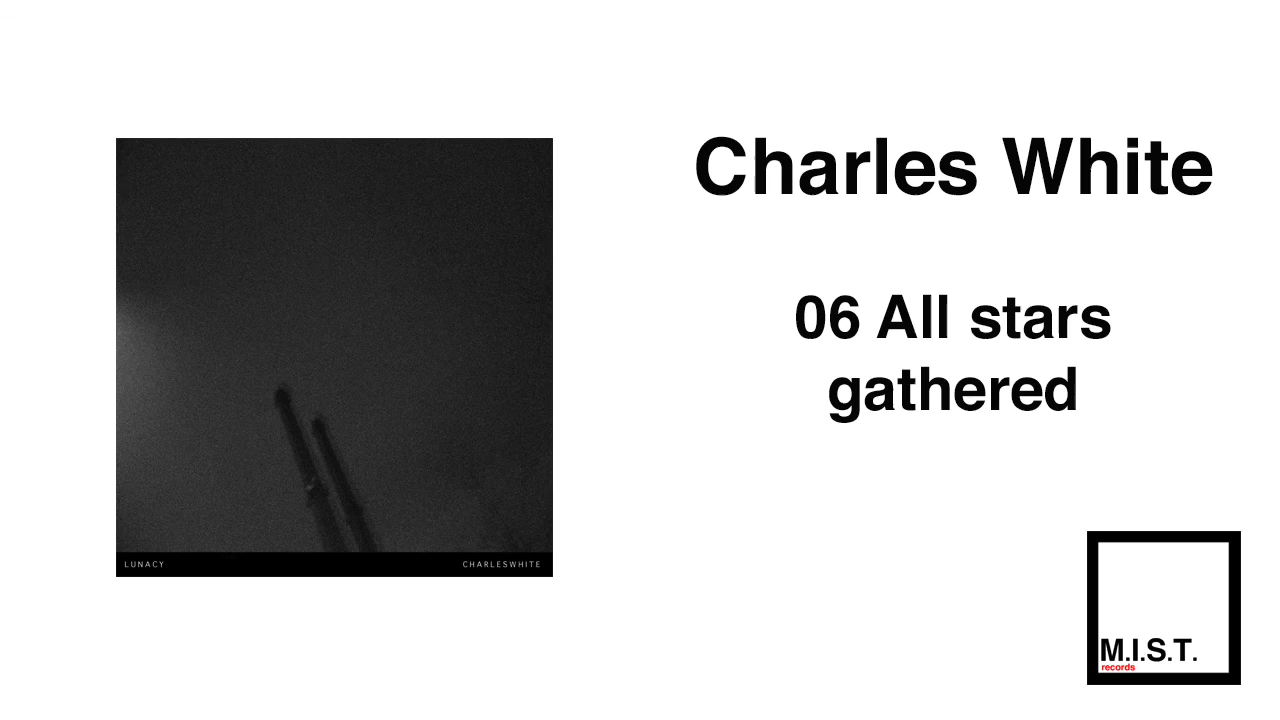 Charles White
06 All stars
gathered
LUNACY
CHARLESWHITE
M.I.S.T.
records